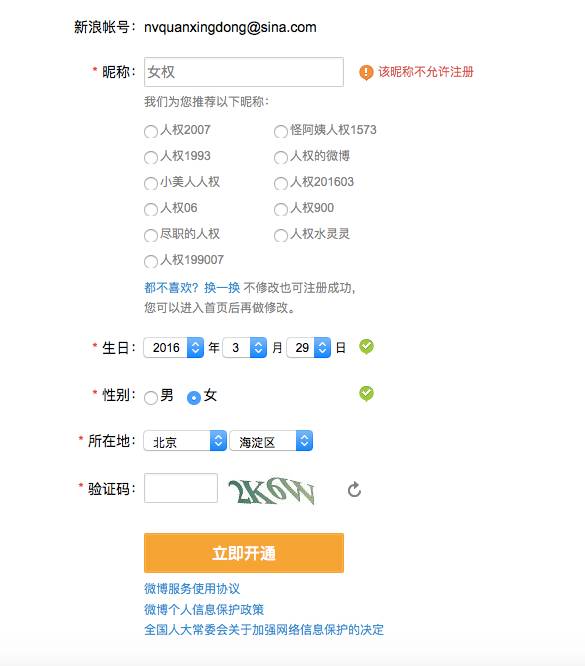 新浪帐号：nvquanxingdong@sina.com
* 昵称： 女权 该昵称不允许注册
我们为您推荐以下昵称：
人权2007 怪阿姨人权1573
人权1993 人权的微博
小美人人权 人权201603
人权06 人权900
尽职的人权 人权水灵灵
人权199007
都不喜欢？换一换 不修改也可注册成功，
您可以进入首页后再做修改。
* 生日： 2016 年 3 月 29 日
* 性别： 男 女
* 所在地： 北京 海淀区
* 验证码： 2K6W
立即开通
微博服务使用协议
微博个人信息保护政策
全国人大常委会关于加强网络信息保护的决定